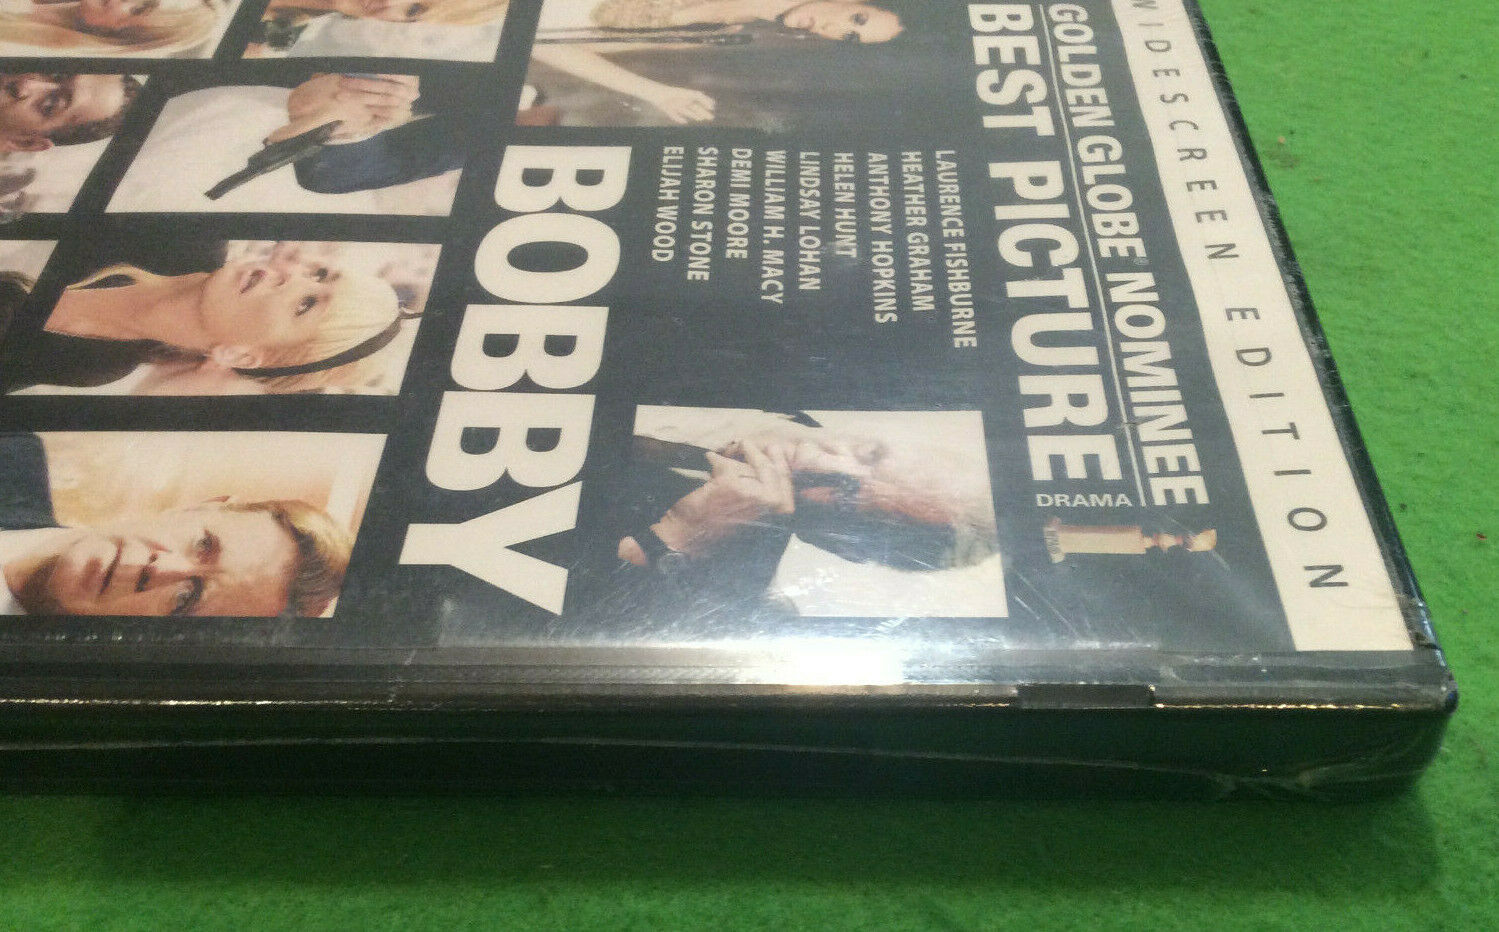 WIDESCREEN EDITION
GOLDEN GLOBE NOMINEE
BEST PICTURE
DRAMA
LAURENCE FISHBURNE
HEATHER GRAHAM
ANTHONY HOPKINS
HELEN HUNT
LINDSAY LOHAN
WILLIAM H. MACY
DEMI MOORE
SHARON STONE
ELIJAH WOOD
BOBBY